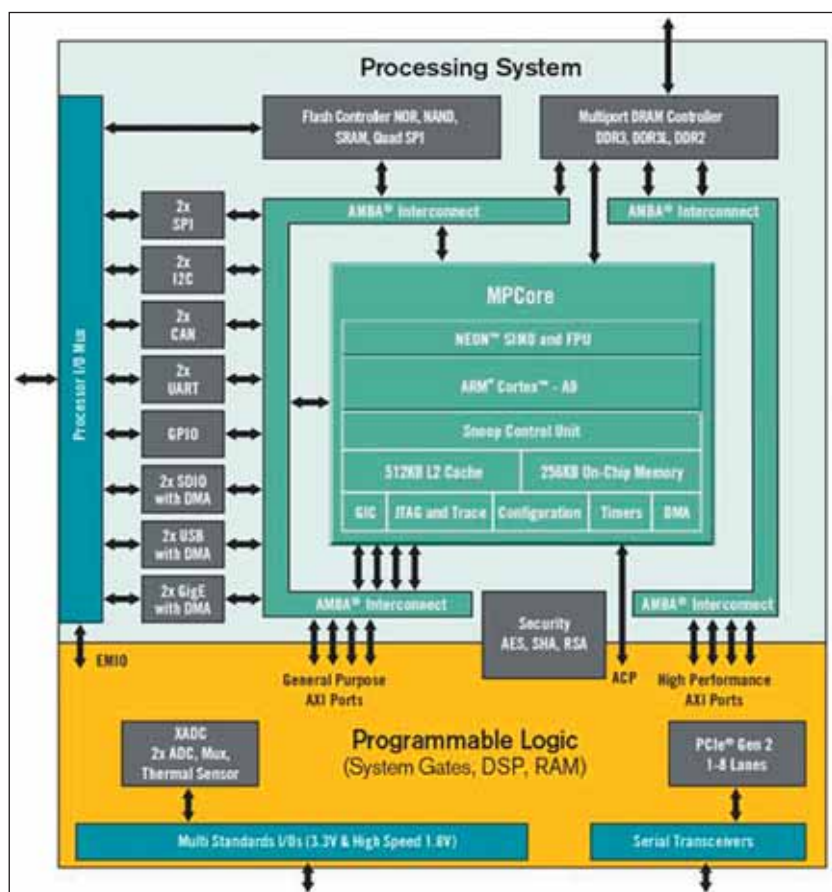 Processing System
Flash Controller NOR, NAND,
SRAM, Quad SPI
Multiport DRAM Controller
DDR3, DDR3L, DDR2
AMBA® Interconnect
AMBA® Interconnect
Processor I/O Mux
2x
SPI
2x
I2C
2x
CAN
2x
UART
GPIO
2x SDIO
with DMA
2x USB
with DMA
2x GigE
with DMA
MPCore
NEON™ SIMD and FPU
ARM® Cortex™ - A9
Snoop Control Unit
512KB L2 Cache
256KB On-Chip Memory
GIC
JTAG and Trace
Configuration
Timers
DMA
AMBA® Interconnect
Security
AES, SHA, RSA
AMBA® Interconnect
EMIO
General Purpose
AXI Ports
ACP
High Performance
AXI Ports
XADC
2x ADC, Mux,
Thermal Sensor
Programmable Logic
(System Gates, DSP, RAM)
PCIe® Gen 2
1-8 Lanes
Multi Standards I/Os (3.3V & High Speed 1.8V)
Serial Transceivers